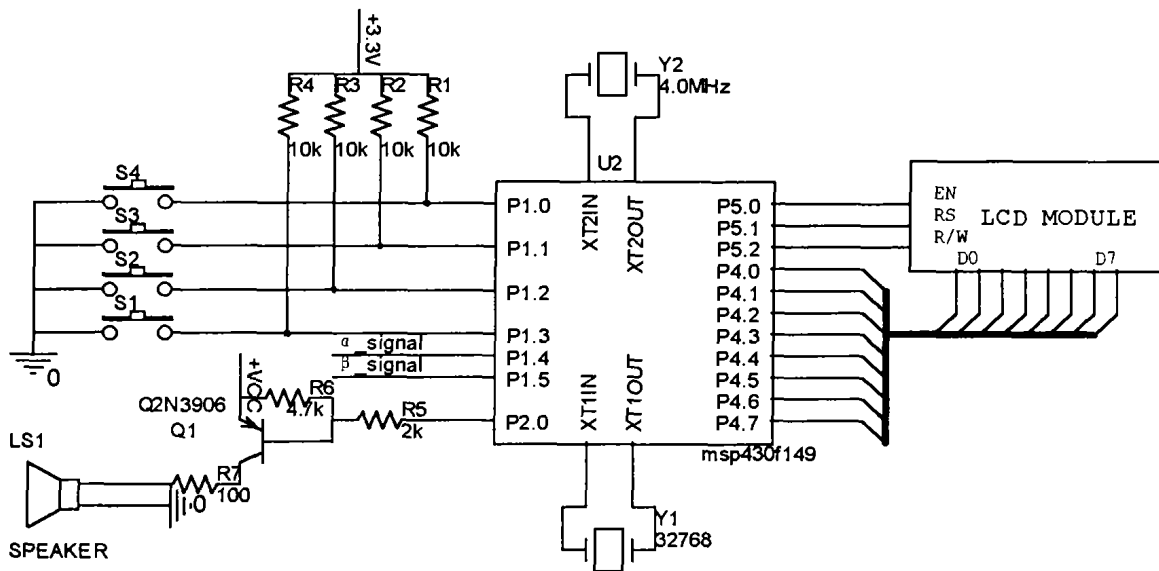 +3.3V
R4
R3
R2
R1
10k
10k
10k
10k
Y2
4.0MHz
U2
S4
S3
S2
S1
0
P1.0
P1.1
P1.2
P1.3
P1.4
P1.5
P2.0
XT2IN
XT2OUT
XT1IN
XT1OUT
P5.0
P5.1
P5.2
P4.0
P4.1
P4.2
P4.3
P4.4
P4.5
P4.6
P4.7
msp430f149
EN
RS
R/W
LCD MODULE
D0
D7
α_signal
β_signal
+VCC
R6
4.7k
R5
2k
Q2N3906
Q1
LS1
R7
100
0
SPEAKER
Y1
32768